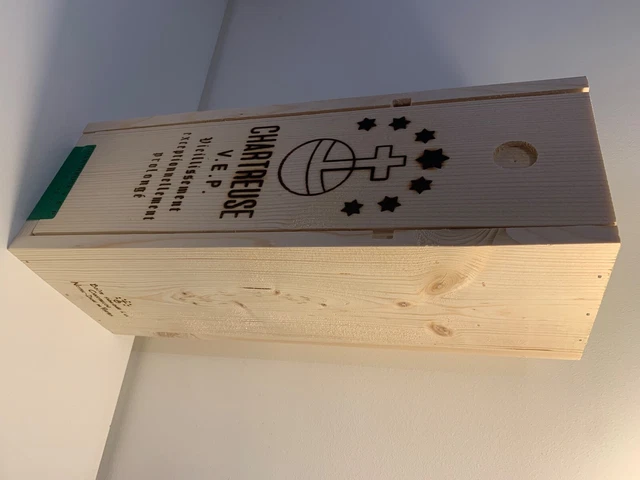 CHARTREUSE
V.E.P.
Vieillissement
exceptionnellement
prolongé